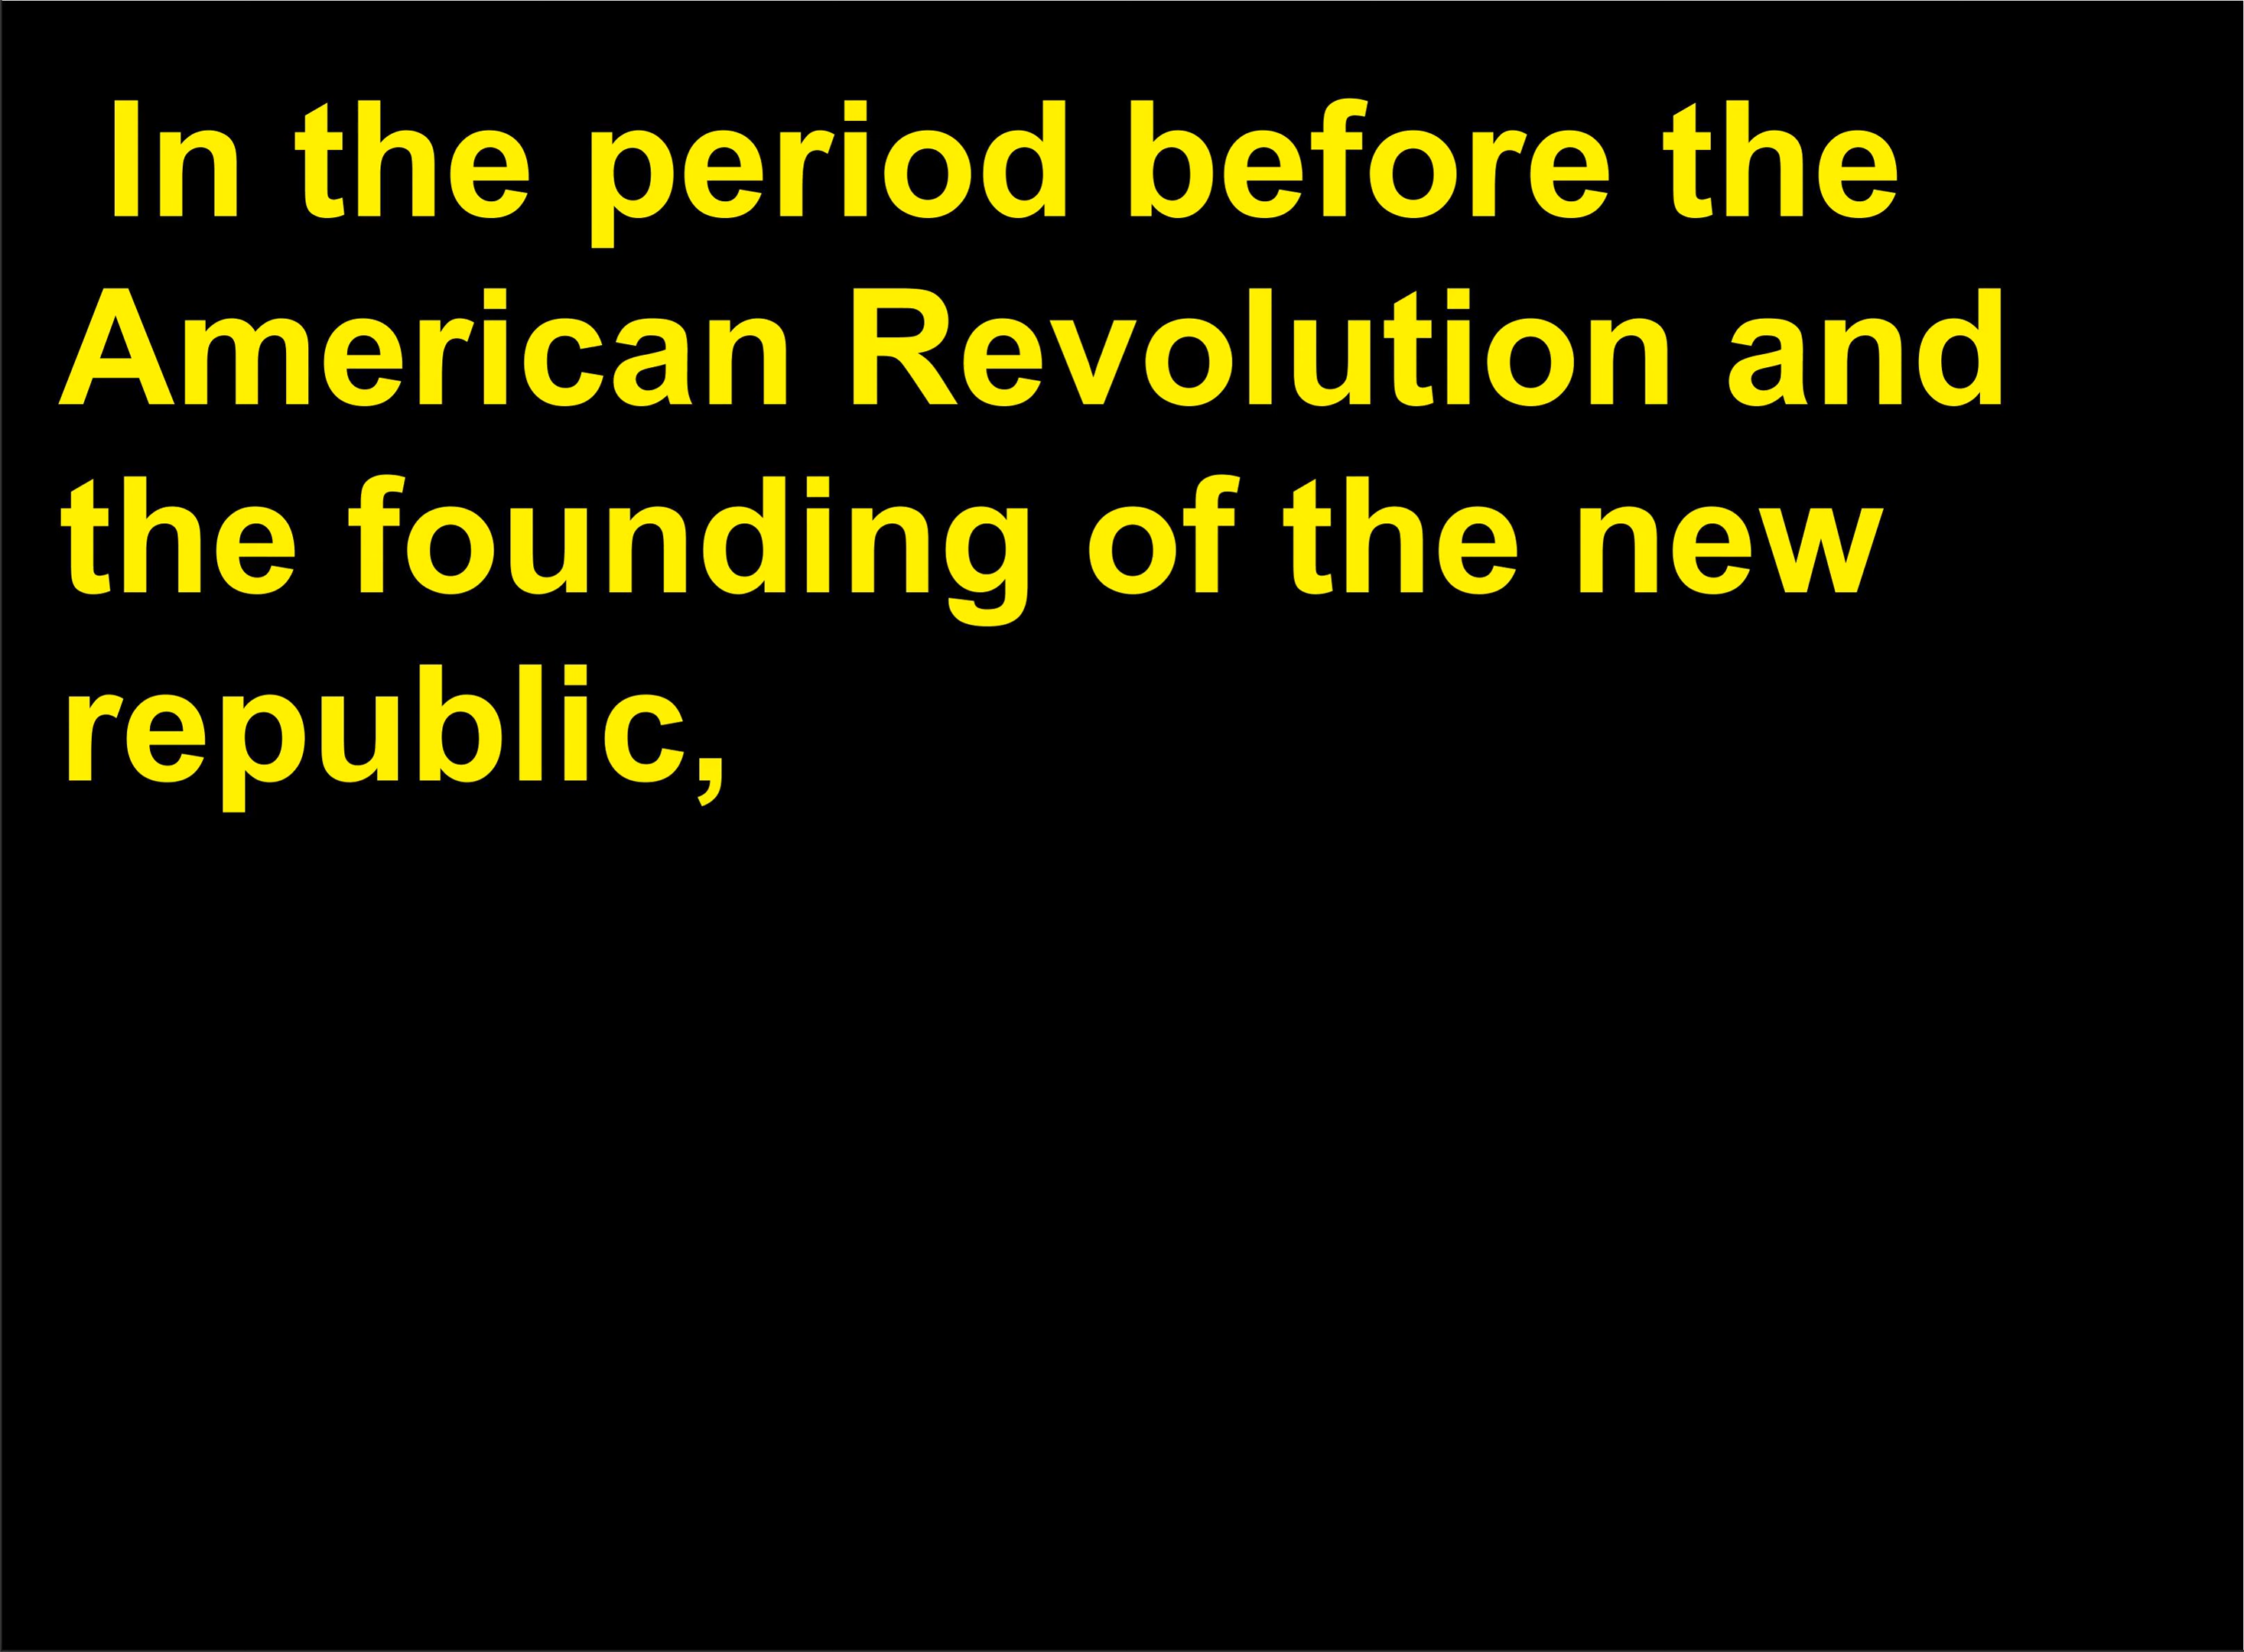 In the period before the
American Revolution and
the founding of the new
republic,